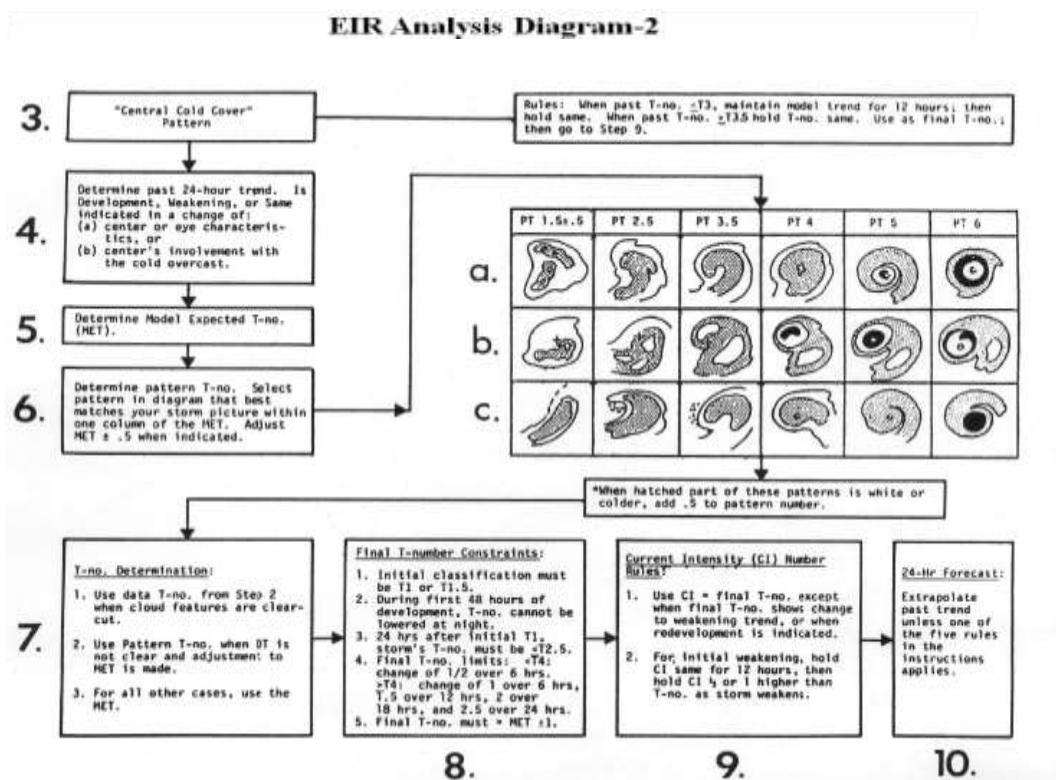 EIR Analysis Diagram-2
3.
"Central Cold Cover"
Pattern
Rules: When past T-no. ≤T3, maintain model trend for 12 hours; then
hold same. When past T-no. ≥T3.5 hold T-no. same. Use as final T-no.;
then go to Step 9.
4.
Determine past 24-hour trend. Is
Development, Weakening, or Same
indicated in a change of:
(a) center or eye characteris-
tics, or
(b) center's involvement with
the cold overcast.
5.
Determine Model Expected T-no.
(MET).
6.
Determine pattern T-no. Select
pattern in diagram that best
matches your storm picture within
one column of the MET. Adjust
MET ± .5 when indicated.
PT 1.5±.5 PT 2.5 PT 3.5 PT 4 PT 5 PT 6
a.
b.
c.
*When hatched part of these patterns is white or
colder, add .5 to pattern number.
7.
T-no. Determination:
1. Use data T-no. from Step 2
when cloud features are clear-
cut.
2. Use Pattern T-no. when DT is
not clear and adjustment to
MET is made.
3. For all other cases, use the
MET.
Final T-number Constraints:
1. Initial classification must
be T1 or T1.5.
2. During first 48 hours of
development, T-no. cannot be
lowered at night.
3. 24 hrs after initial T1,
storm's T-no. must be <T2.5.
4. Final T-no. limits: <T4:
change of 1/2 over 6 hrs.
>T4: change of 1 over 6 hrs,
1.5 over 12 hrs, 2 over
18 hrs, and 2.5 over 24 hrs.
5. Final T-no. must = MET ±1.
8.
Current Intensity (CI) Number
Rules:
1. Use CI = final T-no. except
when final T-no. shows change
to weakening trend, or when
redevelopment is indicated.
2. For initial weakening, hold
CI same for 12 hours, then
hold CI ½ or 1 higher than
T-no. as storm weakens.
9.
24-Hr Forecast:
Extrapolate
past trend
unless one of
the five rules
in the
instructions
applies.
10.